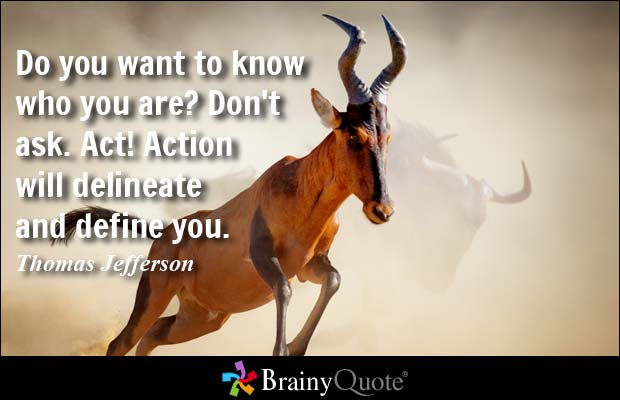 Do you want to know
who you are? Don't
ask. Act! Action
will delineate
and define you.
Thomas Jefferson
BrainyQuote®